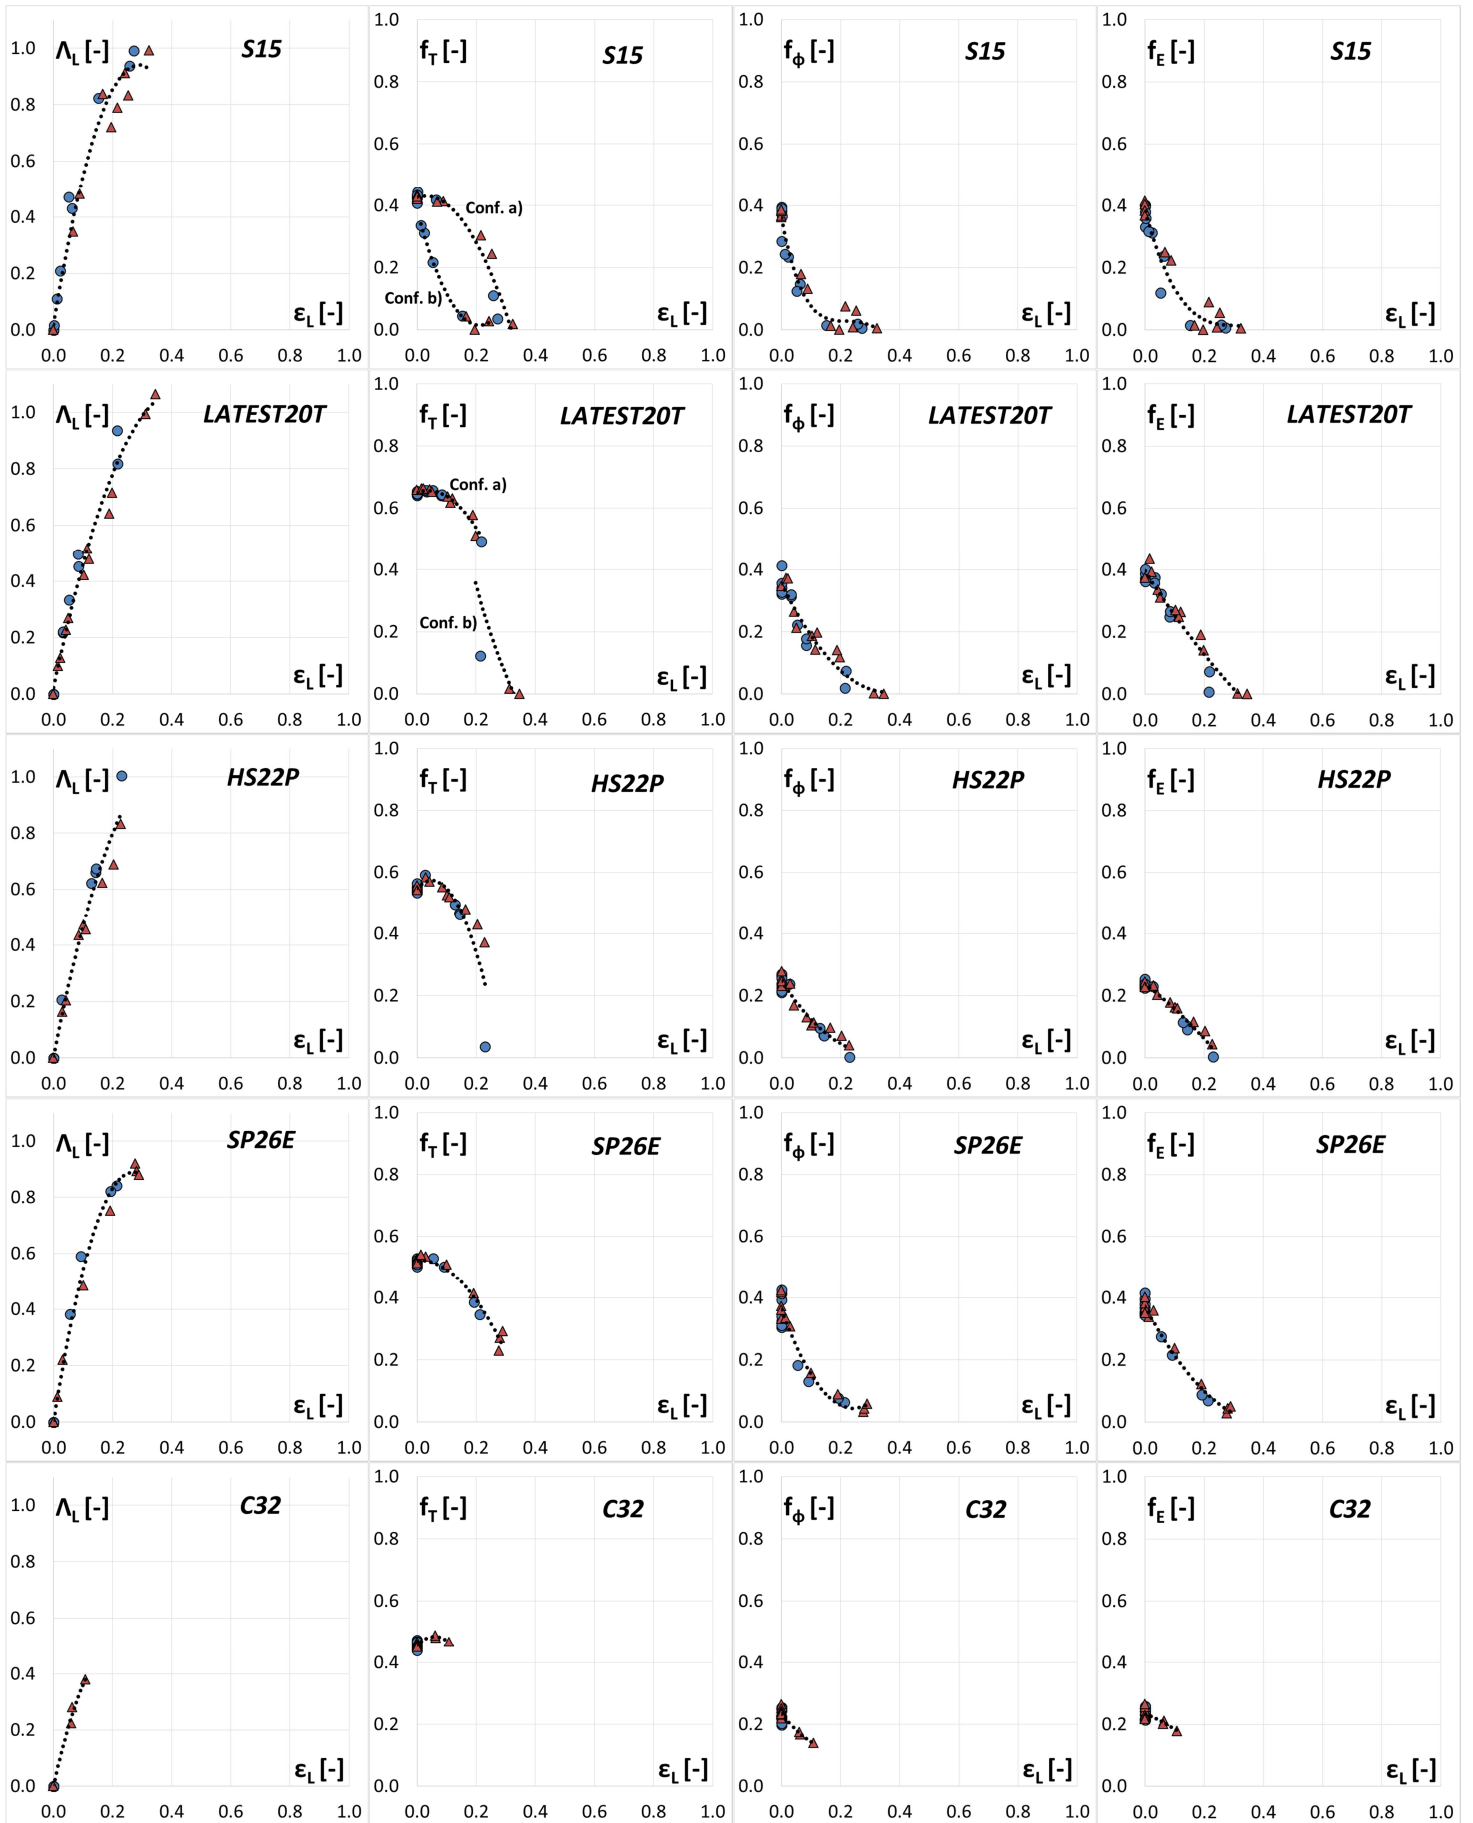 Λ_L [-] S15
1.0
0.8
0.6
0.4
0.2
0.0
ε_L [-]
0.0 0.2 0.4 0.6 0.8 1.0
1.0
f_T [-] S15
0.8
0.6
0.4
Conf. a)
0.2
Conf. b)
0.0
ε_L [-]
0.0 0.2 0.4 0.6 0.8 1.0
1.0
f_ϕ [-] S15
0.8
0.6
0.4
0.2
0.0
ε_L [-]
0.0 0.2 0.4 0.6 0.8 1.0
1.0
f_E [-] S15
0.8
0.6
0.4
0.2
0.0
ε_L [-]
0.0 0.2 0.4 0.6 0.8 1.0
Λ_L [-] LATEST20T
1.0
0.8
0.6
0.4
0.2
0.0
ε_L [-]
0.0 0.2 0.4 0.6 0.8 1.0
1.0
f_T [-] LATEST20T
0.8
Conf. a)
0.6
0.4
Conf. b)
0.2
0.0
ε_L [-]
0.0 0.2 0.4 0.6 0.8 1.0
1.0
f_ϕ [-] LATEST20T
0.8
0.6
0.4
0.2
0.0
ε_L [-]
0.0 0.2 0.4 0.6 0.8 1.0
1.0
f_E [-] LATEST20T
0.8
0.6
0.4
0.2
0.0
ε_L [-]
0.0 0.2 0.4 0.6 0.8 1.0
Λ_L [-] HS22P
1.0
0.8
0.6
0.4
0.2
0.0
ε_L [-]
0.0 0.2 0.4 0.6 0.8 1.0
1.0
f_T [-] HS22P
0.8
0.6
0.4
0.2
0.0
ε_L [-]
0.0 0.2 0.4 0.6 0.8 1.0
1.0
f_ϕ [-] HS22P
0.8
0.6
0.4
0.2
0.0
ε_L [-]
0.0 0.2 0.4 0.6 0.8 1.0
1.0
f_E [-] HS22P
0.8
0.6
0.4
0.2
0.0
ε_L [-]
0.0 0.2 0.4 0.6 0.8 1.0
Λ_L [-] SP26E
1.0
0.8
0.6
0.4
0.2
0.0
ε_L [-]
0.0 0.2 0.4 0.6 0.8 1.0
1.0
f_T [-] SP26E
0.8
0.6
0.4
0.2
0.0
ε_L [-]
0.0 0.2 0.4 0.6 0.8 1.0
1.0
f_ϕ [-] SP26E
0.8
0.6
0.4
0.2
0.0
ε_L [-]
0.0 0.2 0.4 0.6 0.8 1.0
1.0
f_E [-] SP26E
0.8
0.6
0.4
0.2
0.0
ε_L [-]
0.0 0.2 0.4 0.6 0.8 1.0
Λ_L [-] C32
1.0
0.8
0.6
0.4
0.2
0.0
ε_L [-]
0.0 0.2 0.4 0.6 0.8 1.0
1.0
f_T [-] C32
0.8
0.6
0.4
0.2
0.0
ε_L [-]
0.0 0.2 0.4 0.6 0.8 1.0
1.0
f_ϕ [-] C32
0.8
0.6
0.4
0.2
0.0
ε_L [-]
0.0 0.2 0.4 0.6 0.8 1.0
1.0
f_E [-] C32
0.8
0.6
0.4
0.2
0.0
ε_L [-]
0.0 0.2 0.4 0.6 0.8 1.0